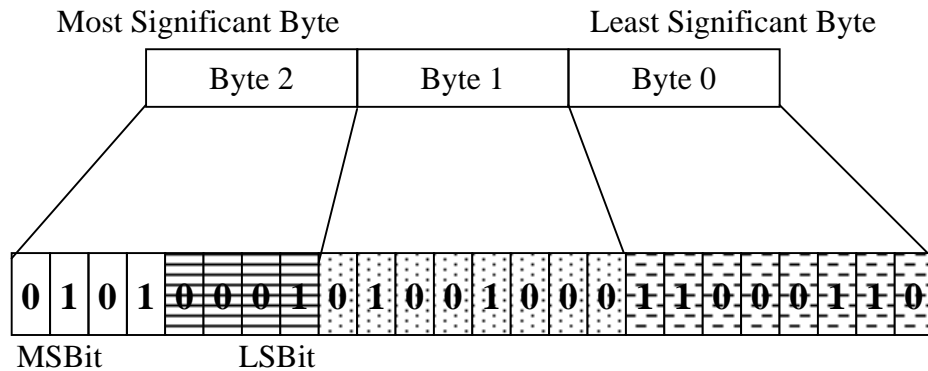 Most Significant Byte Least Significant Byte
Byte 2 Byte 1 Byte 0
0 1 0 1 0 0 0 1 0 1 0 0 1 0 0 0 1 1 0 0 0 1 1 0
MSBit LSBit